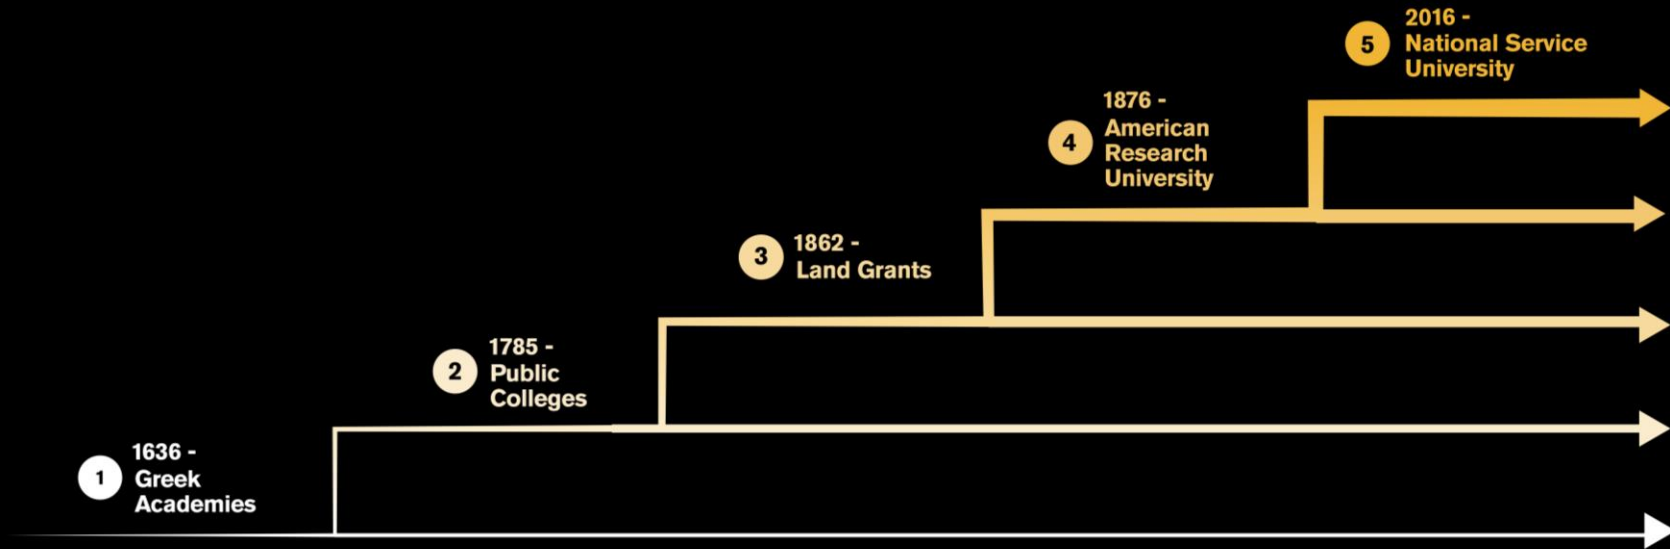 1
1636 -
Greek
Academies
2
1785 -
Public
Colleges
3
1862 -
Land Grants
4
1876 -
American
Research
University
5
2016 -
National Service
University